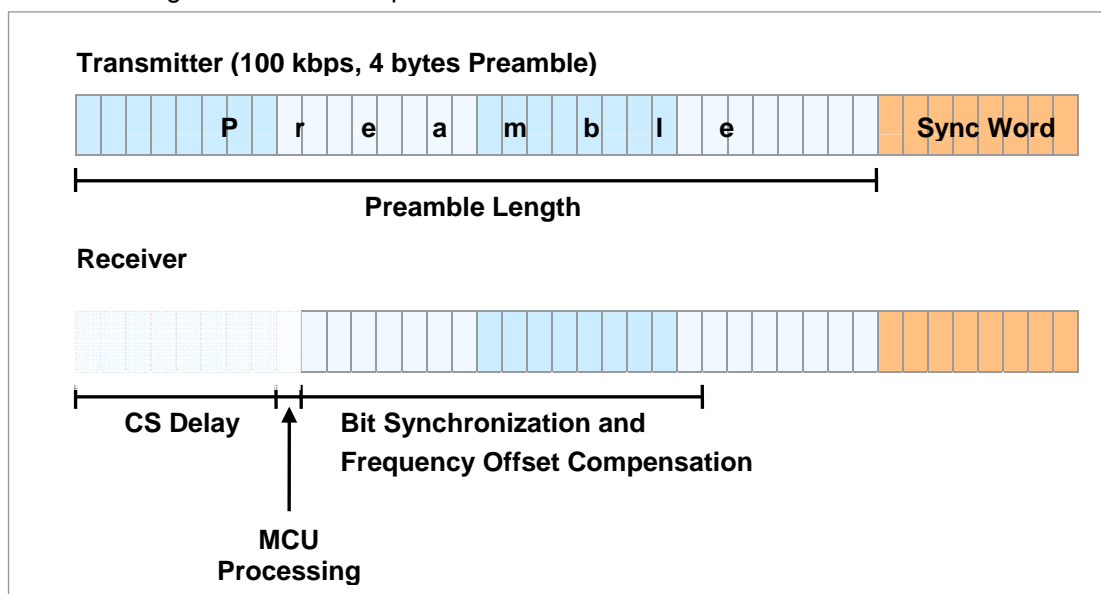 Transmitter (100 kbps, 4 bytes Preamble)
P r e a m b l e Sync Word
Preamble Length
Receiver
CS Delay
Bit Synchronization and
Frequency Offset Compensation
MCU
Processing